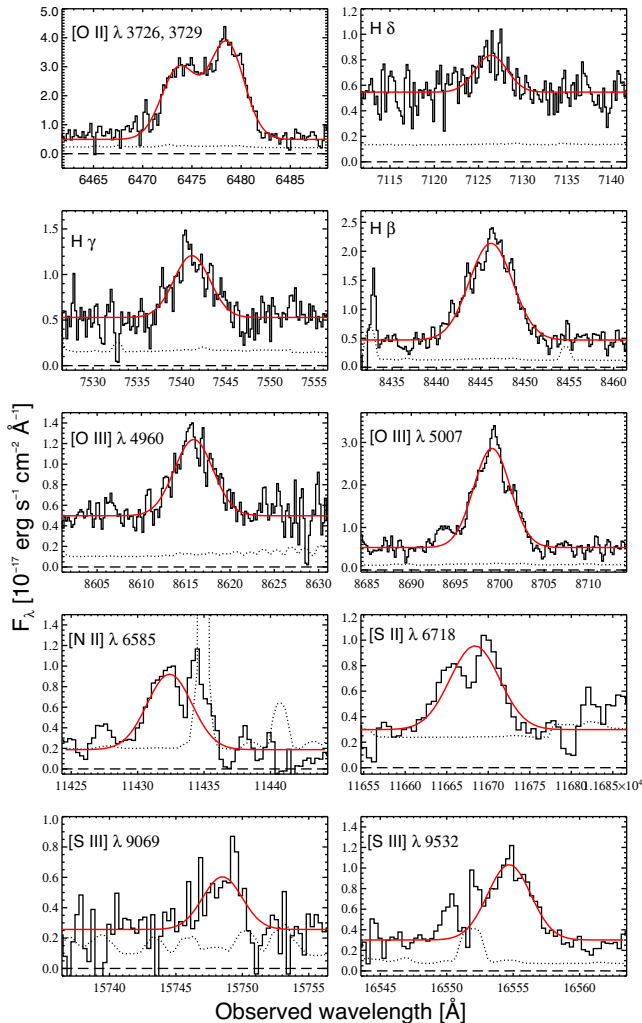 [O II] λ 3726, 3729
5.0
4.0
3.0
2.0
1.0
0.0
6465 6470 6475 6480 6485
H δ
1.2
1.0
0.8
0.6
0.4
0.2
0.0
7115 7120 7125 7130 7135 7140
H γ
1.5
1.0
0.5
0.0
7530 7535 7540 7545 7550 7555
H β
2.5
2.0
1.5
1.0
0.5
0.0
8435 8440 8445 8450 8455 8460
[O III] λ 4960
1.4
1.2
1.0
0.8
0.6
0.4
0.2
0.0
8605 8610 8615 8620 8625 8630
[O III] λ 5007
3.0
2.0
1.0
0.0
8685 8690 8695 8700 8705 8710
[N II] λ 6585
1.4
1.2
1.0
0.8
0.6
0.4
0.2
0.0
11425 11430 11435 11440
[S II] λ 6718
1.2
1.0
0.8
0.6
0.4
0.2
0.0
11655 11660 11665 11670 11675 11680 1.1685×10⁴
[S III] λ 9069
1.0
0.8
0.6
0.4
0.2
0.0
15740 15745 15750 15755
[S III] λ 9532
1.4
1.2
1.0
0.8
0.6
0.4
0.2
0.0
16545 16550 16555 16560
F_λ [10⁻¹⁷ erg s⁻¹ cm⁻² Å⁻¹]
Observed wavelength [Å]